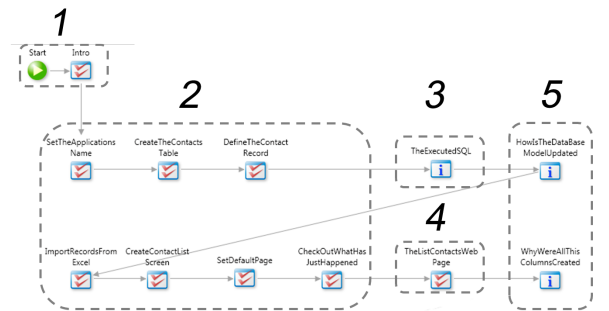 1
Start
Intro
2
3
5
SetTheApplications
Name
CreateTheContacts
Table
DefineTheContact
Record
TheExecutedSQL
HowIsTheDataBase
ModelUpdated
4
ImportRecordsFrom
Excel
CreateContactList
Screen
SetDefaultPage
CheckOutWhatHas
JustHappened
TheListContactsWeb
Page
WhyWereAllThis
ColumnsCreated